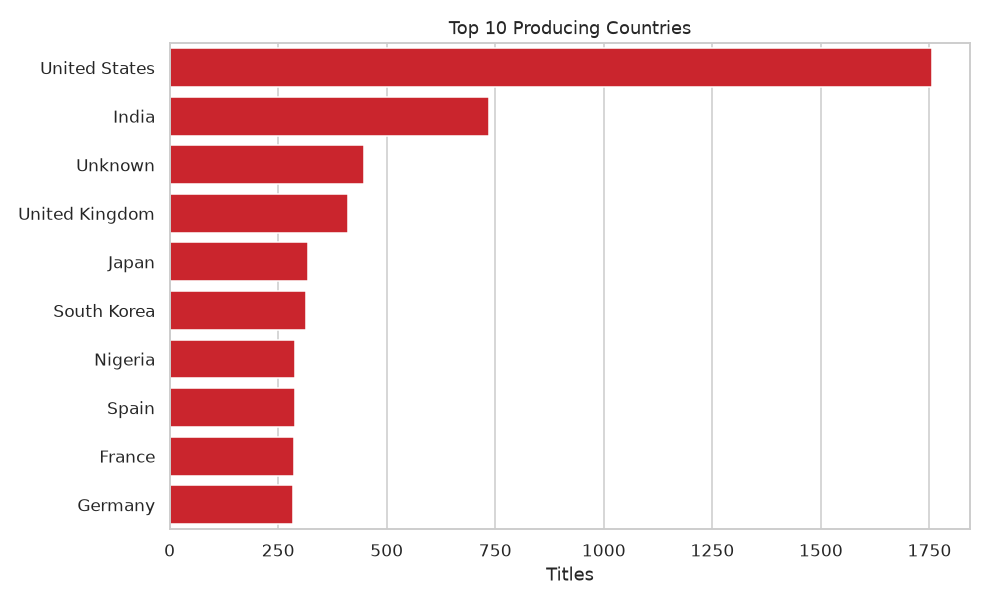 Top 10 Producing Countries
United States
India
Unknown
United Kingdom
Japan
South Korea
Nigeria
Spain
France
Germany
0 250 500 750 1000 1250 1500 1750
Titles